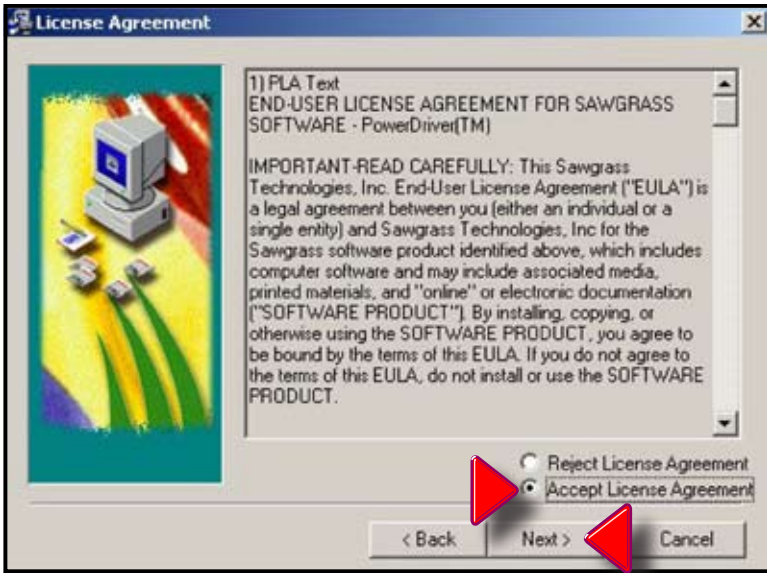 License Agreement
1) PLA Text
END-USER LICENSE AGREEMENT FOR SAWGRASS
SOFTWARE - PowerDriver(TM)
IMPORTANT-READ CAREFULLY: This Sawgrass
Technologies, Inc. End-User License Agreement ("EULA") is
a legal agreement between you (either an individual or a
single entity) and Sawgrass Technologies, Inc for the
Sawgrass software product identified above, which includes
computer software and may include associated media,
printed materials, and "online" or electronic documentation
("SOFTWARE PRODUCT"). By installing, copying, or
otherwise using the SOFTWARE PRODUCT, you agree to
be bound by the terms of this EULA. If you do not agree to
the terms of this EULA, do not install or use the SOFTWARE
PRODUCT.
Reject License Agreement
Accept License Agreement
< Back Next > Cancel